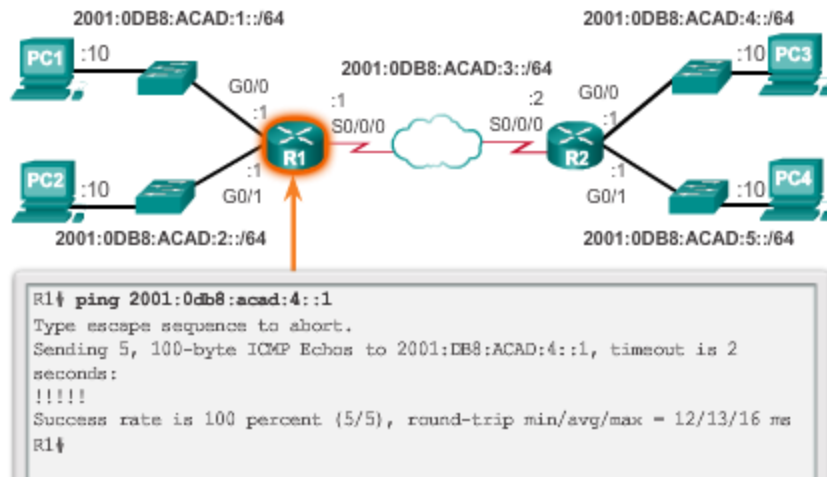 2001:0DB8:ACAD:1::/64
2001:0DB8:ACAD:4::/64
PC1
:10
:10
PC3
G0/0
:1
2001:0DB8:ACAD:3::/64
:1
:2
S0/0/0
S0/0/0
G0/0
:1
R1
R2
:1
G0/1
:1
G0/1
PC2
:10
:10
PC4
2001:0DB8:ACAD:2::/64
2001:0DB8:ACAD:5::/64
R1# ping 2001:0db8:acad:4::1
Type escape sequence to abort.
Sending 5, 100-byte ICMP Echos to 2001:DB8:ACAD:4::1, timeout is 2
seconds:
!!!!!
Success rate is 100 percent (5/5), round-trip min/avg/max = 12/13/16 ms
R1#